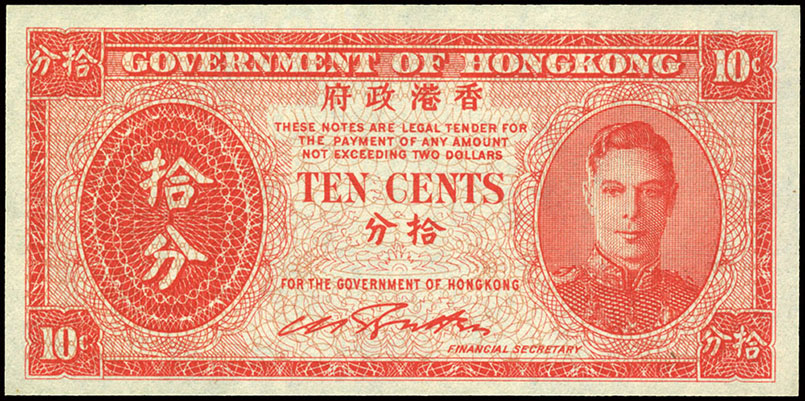 分拾
GOVERNMENT OF HONGKONG
10¢
府政港香
THESE NOTES ARE LEGAL TENDER FOR
THE PAYMENT OF ANY AMOUNT
NOT EXCEEDING TWO DOLLARS
拾
分
TEN CENTS
分拾
FOR THE GOVERNMENT OF HONGKONG
FINANCIAL SECRETARY
10¢
分拾